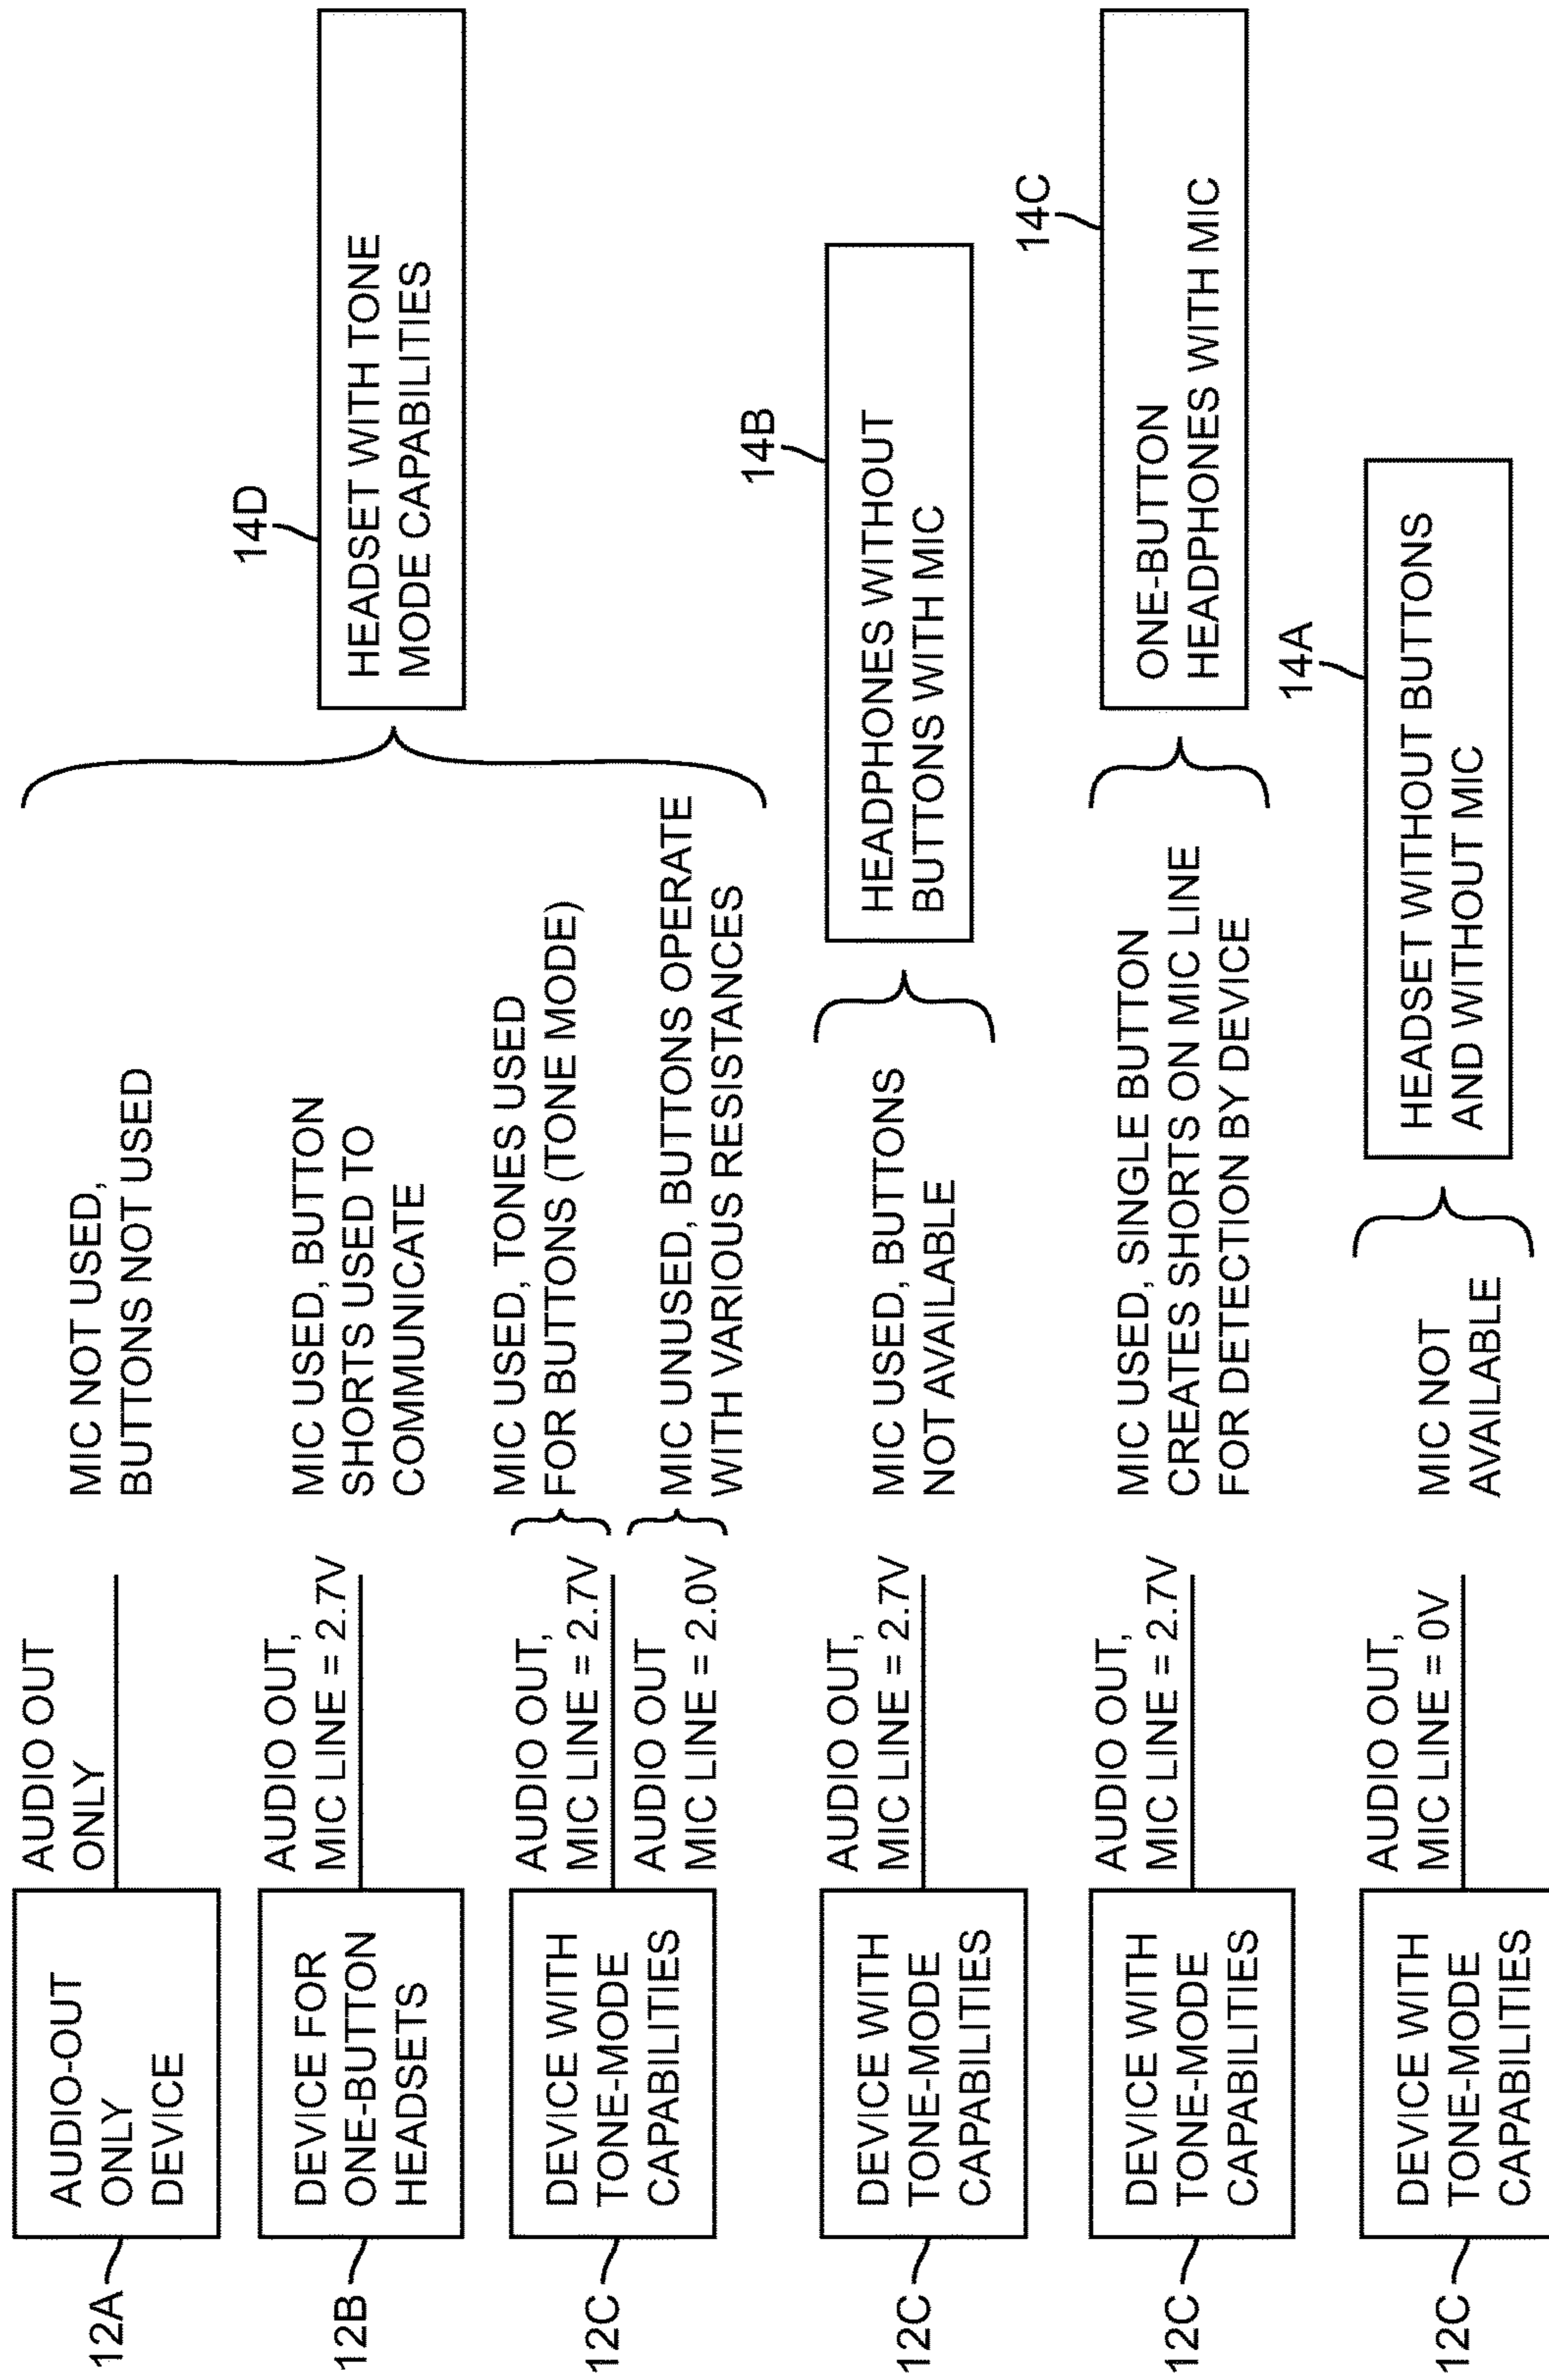 12A
AUDIO-OUT
ONLY
DEVICE
AUDIO OUT
ONLY
MIC NOT USED,
BUTTONS NOT USED
12B
DEVICE FOR
ONE-BUTTON
HEADSETS
AUDIO OUT,
MIC LINE = 2.7V
MIC USED, BUTTON
SHORTS USED TO
COMMUNICATE
12C
DEVICE WITH
TONE-MODE
CAPABILITIES
AUDIO OUT,
MIC LINE = 2.7V
AUDIO OUT
MIC LINE = 2.0V
MIC USED, TONES USED
FOR BUTTONS (TONE MODE)
MIC UNUSED, BUTTONS OPERATE
WITH VARIOUS RESISTANCES
14D
HEADSET WITH TONE
MODE CAPABILITIES
12C
DEVICE WITH
TONE-MODE
CAPABILITIES
AUDIO OUT,
MIC LINE = 2.7V
MIC USED, BUTTONS
NOT AVAILABLE
14B
HEADPHONES WITHOUT
BUTTONS WITH MIC
12C
DEVICE WITH
TONE-MODE
CAPABILITIES
AUDIO OUT,
MIC LINE = 2.7V
MIC USED, SINGLE BUTTON
CREATES SHORTS ON MIC LINE
FOR DETECTION BY DEVICE
14C
ONE-BUTTON
HEADPHONES WITH MIC
12C
DEVICE WITH
TONE-MODE
CAPABILITIES
AUDIO OUT,
MIC LINE = 0V
MIC NOT
AVAILABLE
14A
HEADSET WITHOUT BUTTONS
AND WITHOUT MIC